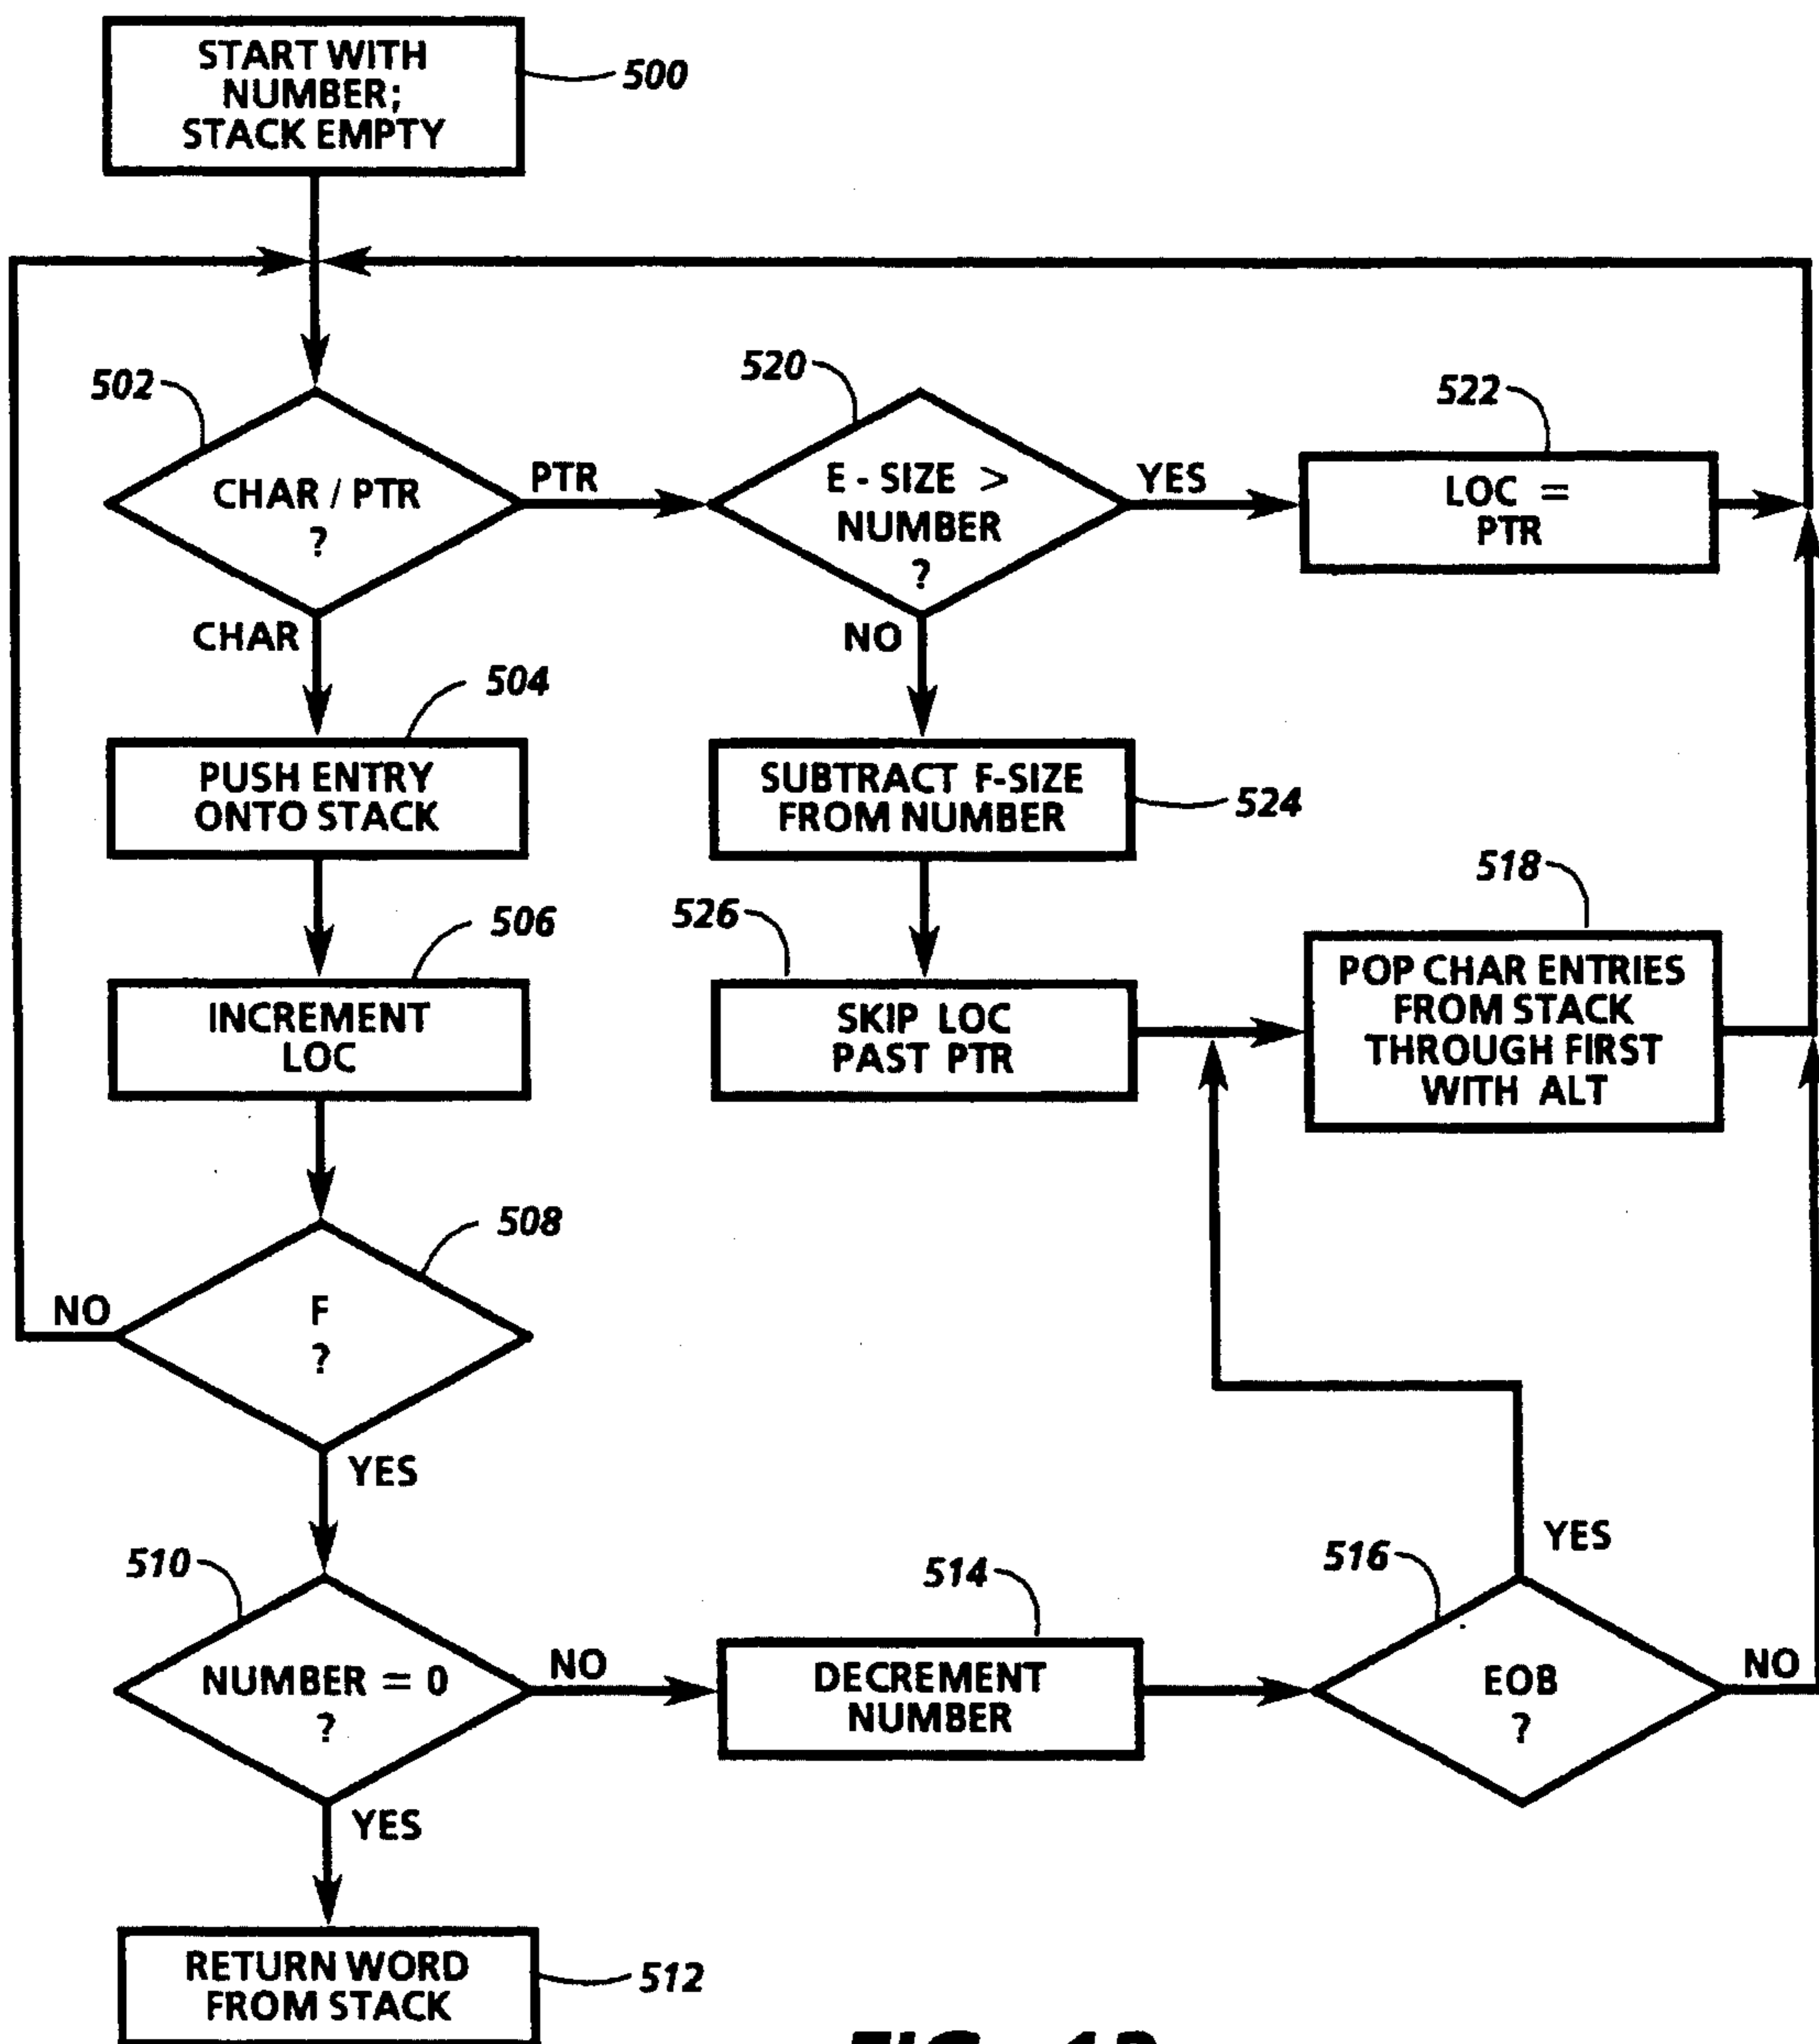 START WITH
NUMBER;
STACK EMPTY
500
502
CHAR / PTR
?
PTR
CHAR
520
E - SIZE >
NUMBER
?
YES
NO
522
LOC =
PTR
504
PUSH ENTRY
ONTO STACK
SUBTRACT F-SIZE
FROM NUMBER
524
506
INCREMENT
LOC
526
SKIP LOC
PAST PTR
518
POP CHAR ENTRIES
FROM STACK
THROUGH FIRST
WITH ALT
508
F
?
NO
YES
510
NUMBER = 0
?
NO
YES
514
DECREMENT
NUMBER
516
EOB
?
YES
NO
RETURN WORD
FROM STACK
512